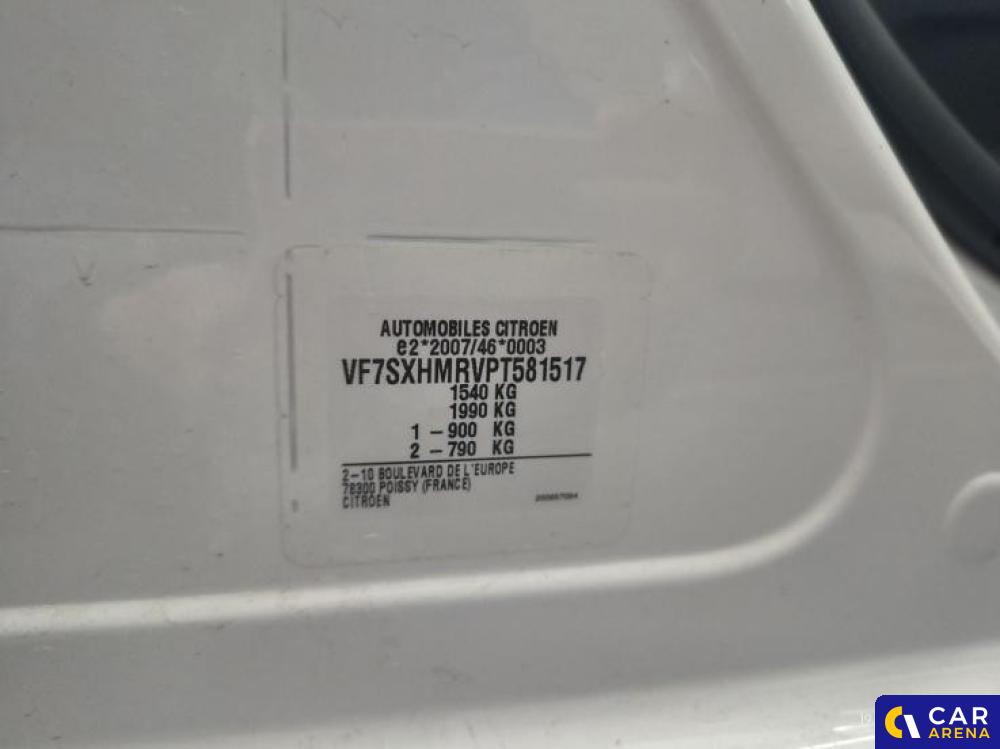 AUTOMOBILES CITROEN
e2*2007/46*0003
VF7SXHMRVPT581517
1540 KG
1990 KG
1 – 900 KG
2 – 790 KG
2–10 BOULEVARD DE L'EUROPE
78300 POISSY (FRANCE)
CITROEN
CAR
ARENA